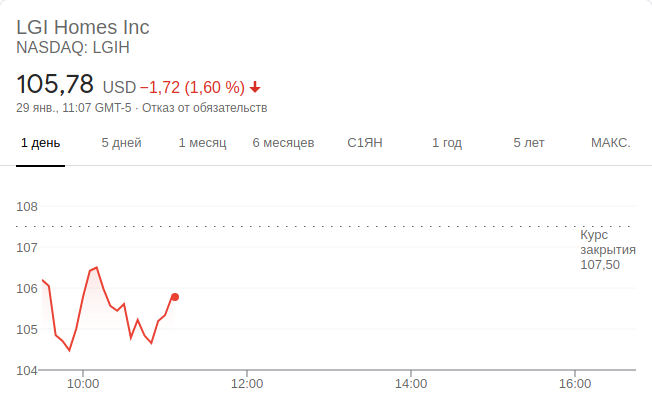 LGI Homes Inc
NASDAQ: LGIH
105,78 USD −1,72 (1,60 %)
29 янв., 11:07 GMT-5 · Отказ от обязательств
1 день 5 дней 1 месяц 6 месяцев С1ЯН 1 год 5 лет МАКС.
108
107
106
105
104
Курс
закрытия
107,50
10:00 12:00 14:00 16:00